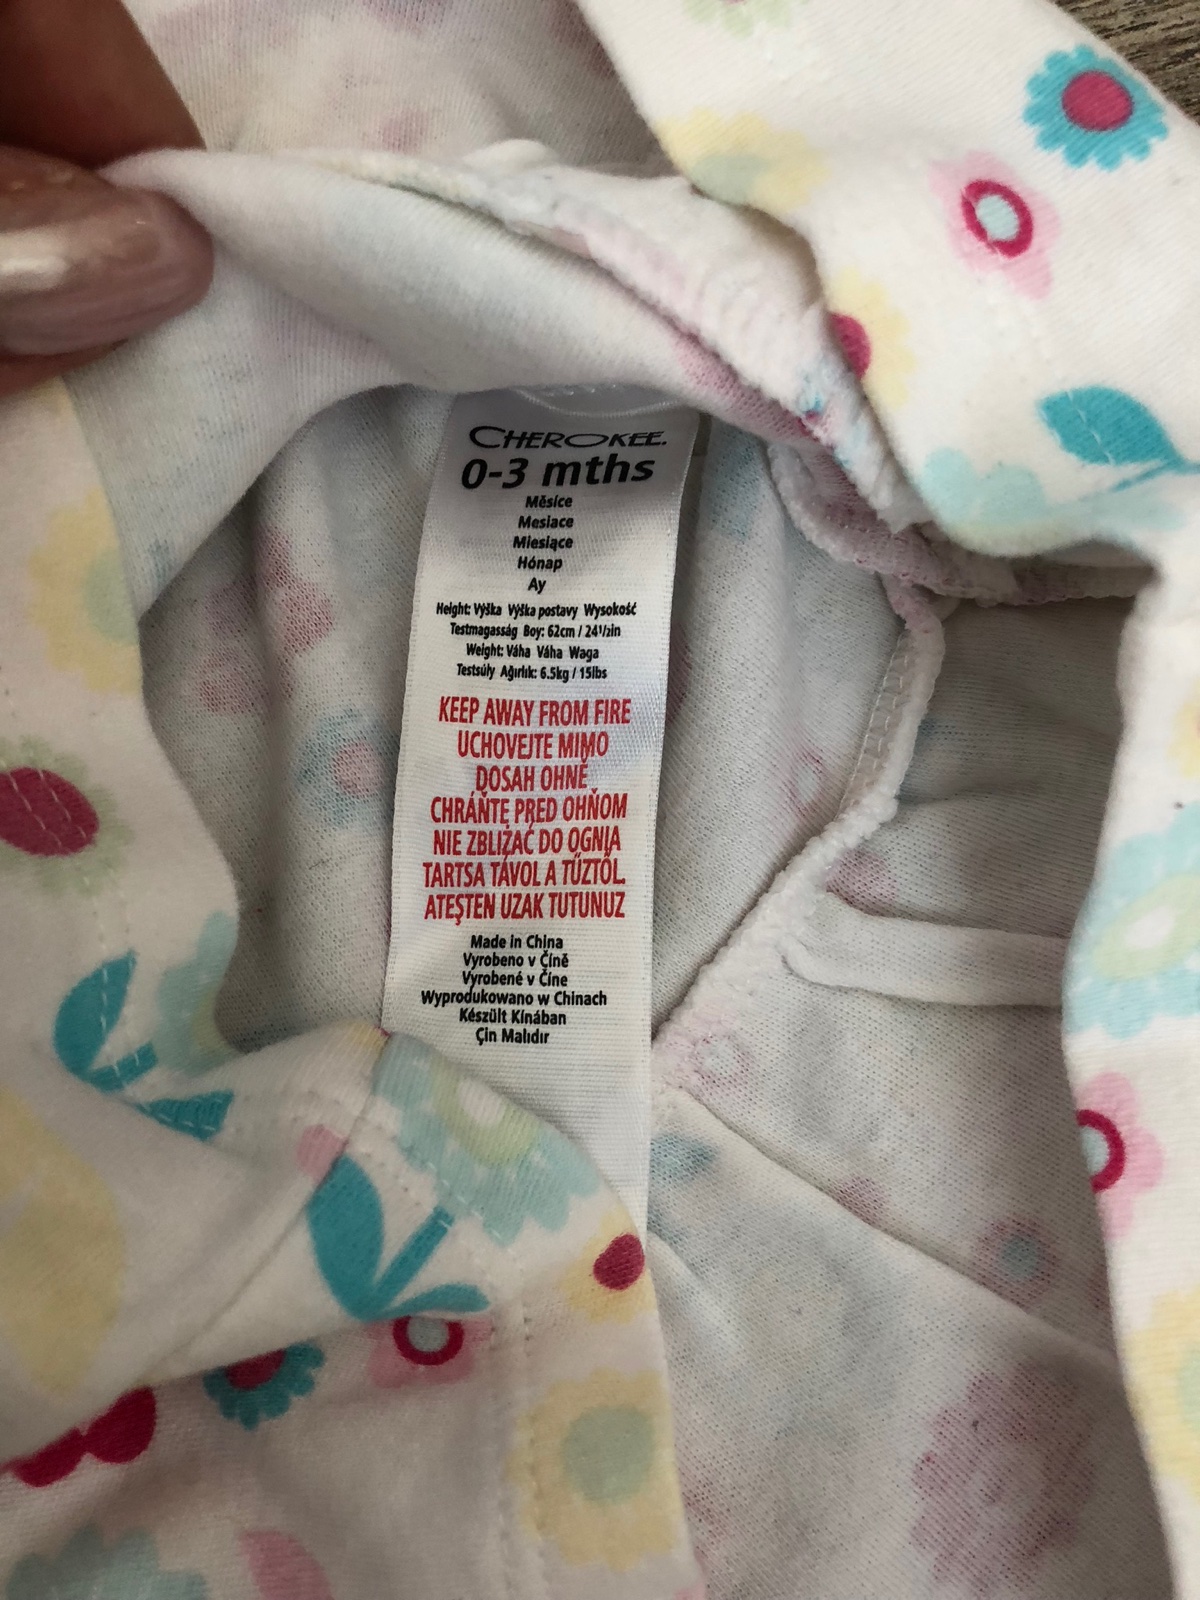 CHEROKEE.
0-3 mths
Měsíce
Mesiace
Miesiące
Hónap
Ay
Height: Výška Výška postavy Wysokość
Testmagasság Boy: 62cm / 24½in
Weight: Váha Váha Waga
Testsúly Ağırlık: 6.5kg / 15lbs
KEEP AWAY FROM FIRE
UCHOVEJTE MIMO
DOSAH OHNĚ
CHRÁŇTE PRED OHŇOM
NIE ZBLIŻAĆ DO OGNIA
TARTSA TÁVOL A TŰZTŐL.
ATEŞTEN UZAK TUTUNUZ
Made in China
Vyrobeno v Číně
Vyrobené v Číne
Wyprodukowano w Chinach
Készült Kínában
Çin Malıdır